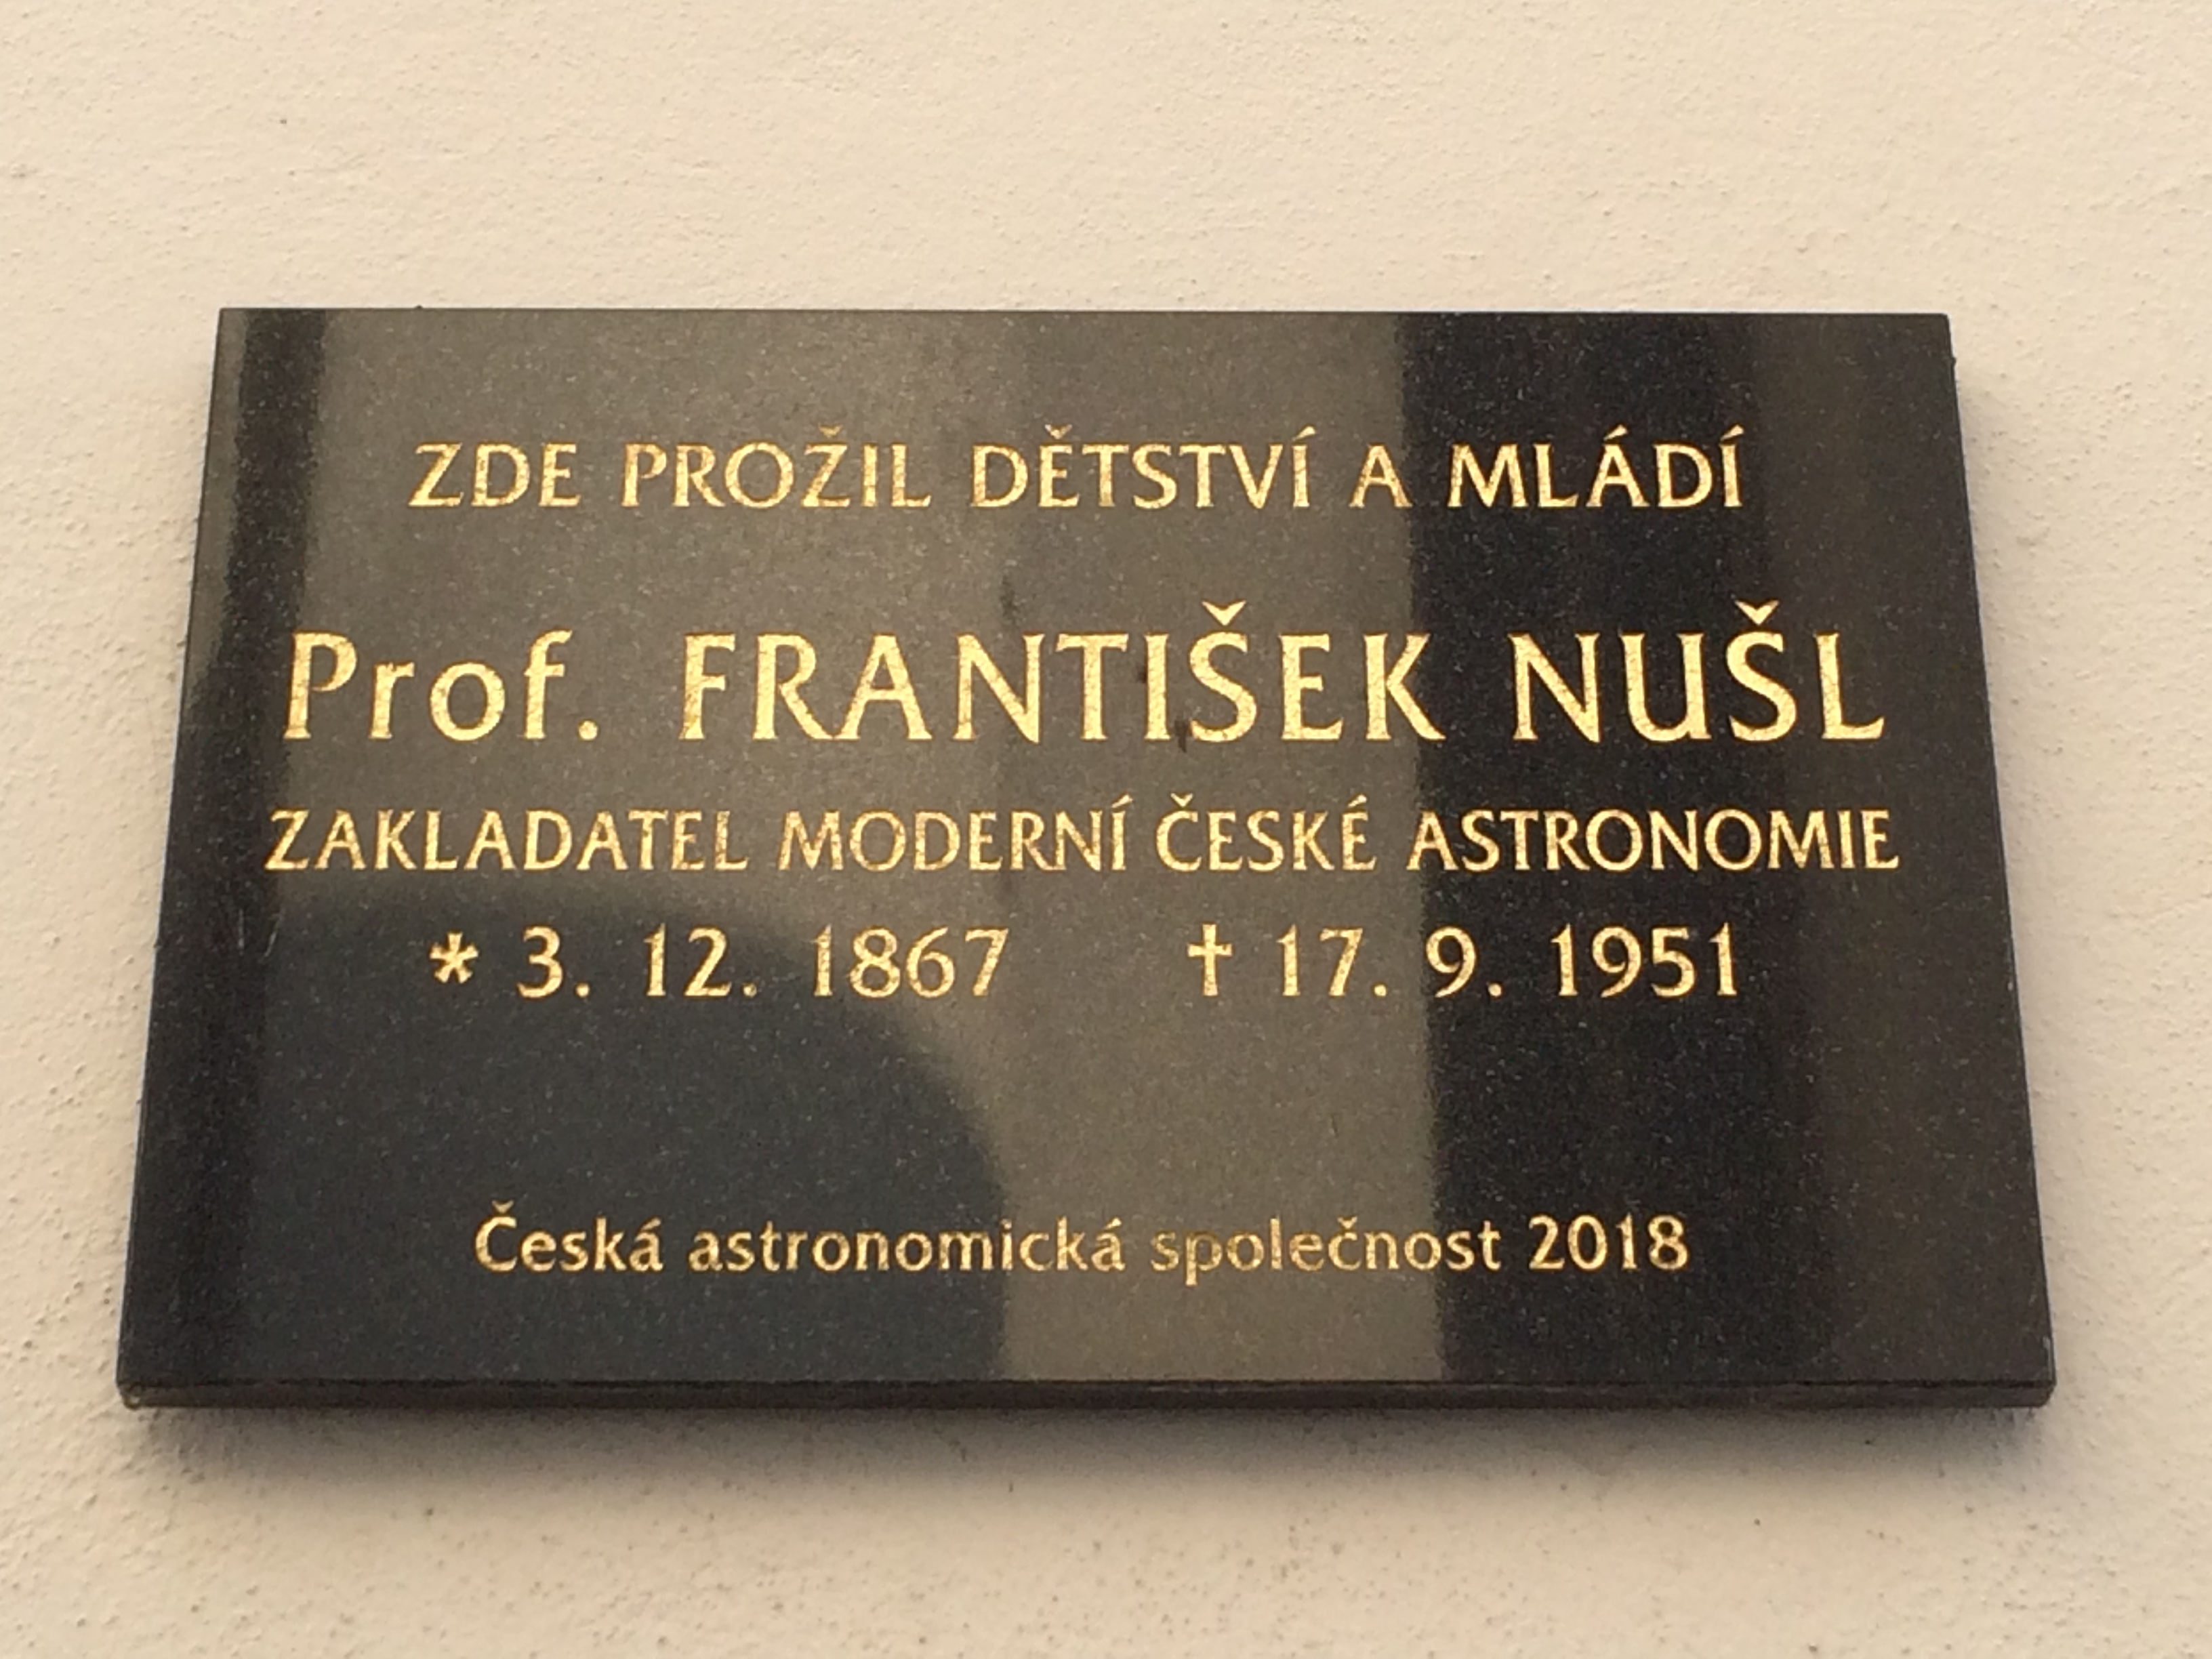 ZDE PROŽIL DĚTSTVÍ A MLÁDÍ
Prof. FRANTIŠEK NUŠL
ZAKLADATEL MODERNÍ ČESKÉ ASTRONOMIE
* 3. 12. 1867 † 17. 9. 1951
Česká astronomická společnost 2018